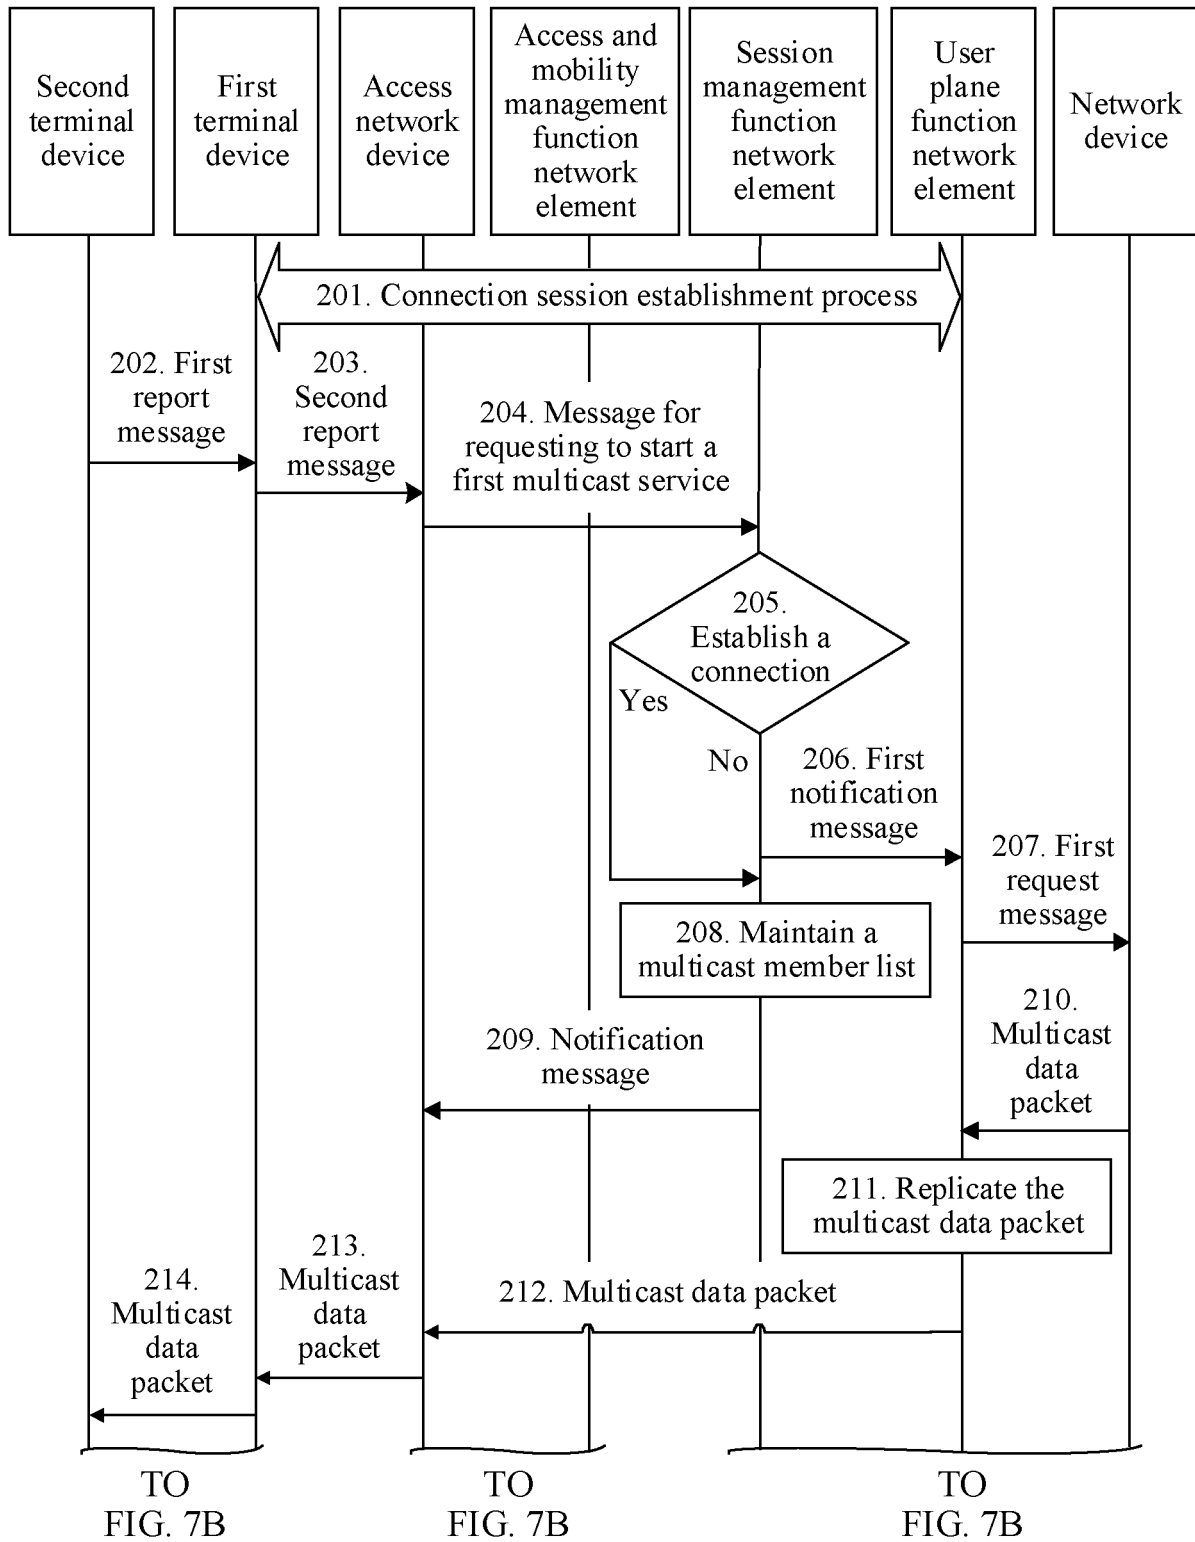 Second
terminal
device
First
terminal
device
Access
network
device
Access and
mobility
management
function
network
element
Session
management
function
network
element
User
plane
function
network
element
Network
device
201. Connection session establishment process
202. First
report
message
203.
Second
report
message
204. Message for
requesting to start a
first multicast service
205.
Establish a
connection
Yes
No
206. First
notification
message
207. First
request
message
208. Maintain a
multicast member list
209. Notification
message
210.
Multicast
data
packet
211. Replicate the
multicast data packet
212. Multicast data packet
213.
Multicast
data
packet
214.
Multicast
data
packet
TO
FIG. 7B
TO
FIG. 7B
TO
FIG. 7B